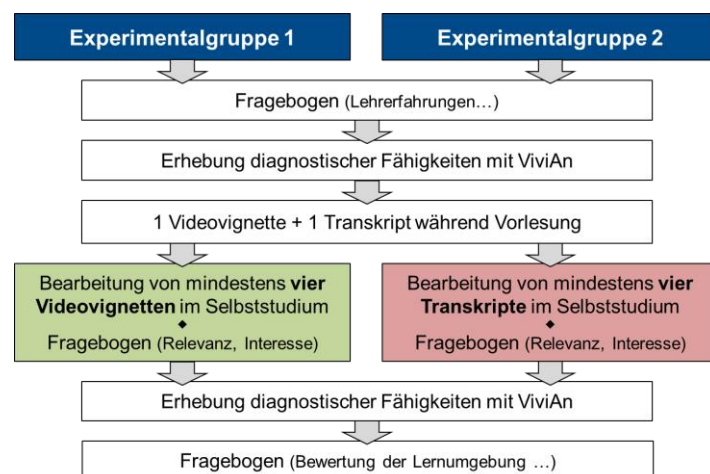 Experimentalgruppe 1
Experimentalgruppe 2
Fragebogen (Lehrerfahrungen…)
Erhebung diagnostischer Fähigkeiten mit ViviAn
1 Videovignette + 1 Transkript während Vorlesung
Bearbeitung von mindestens vier
Videovignetten im Selbststudium
◆
Fragebogen (Relevanz, Interesse)
Bearbeitung von mindestens vier
Transkripte im Selbststudium
◆
Fragebogen (Relevanz, Interesse)
Erhebung diagnostischer Fähigkeiten mit ViviAn
Fragebogen (Bewertung der Lernumgebung …)